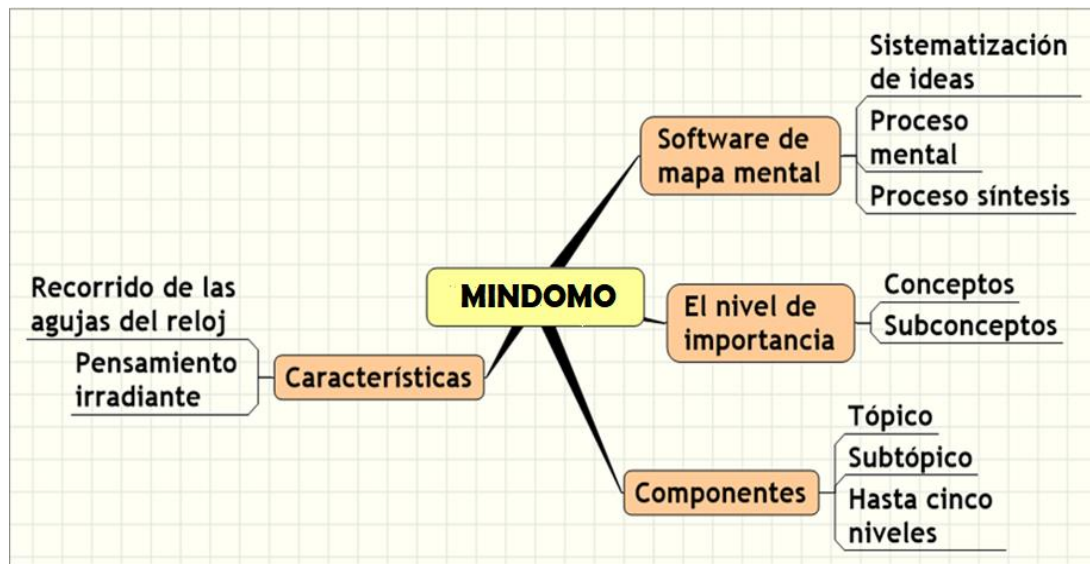 MINDOMO
Software de
mapa mental
Sistematización
de ideas
Proceso
mental
Proceso síntesis
El nivel de
importancia
Conceptos
Subconceptos
Componentes
Tópico
Subtópico
Hasta cinco
niveles
Características
Recorrido de las
agujas del reloj
Pensamiento
irradiante